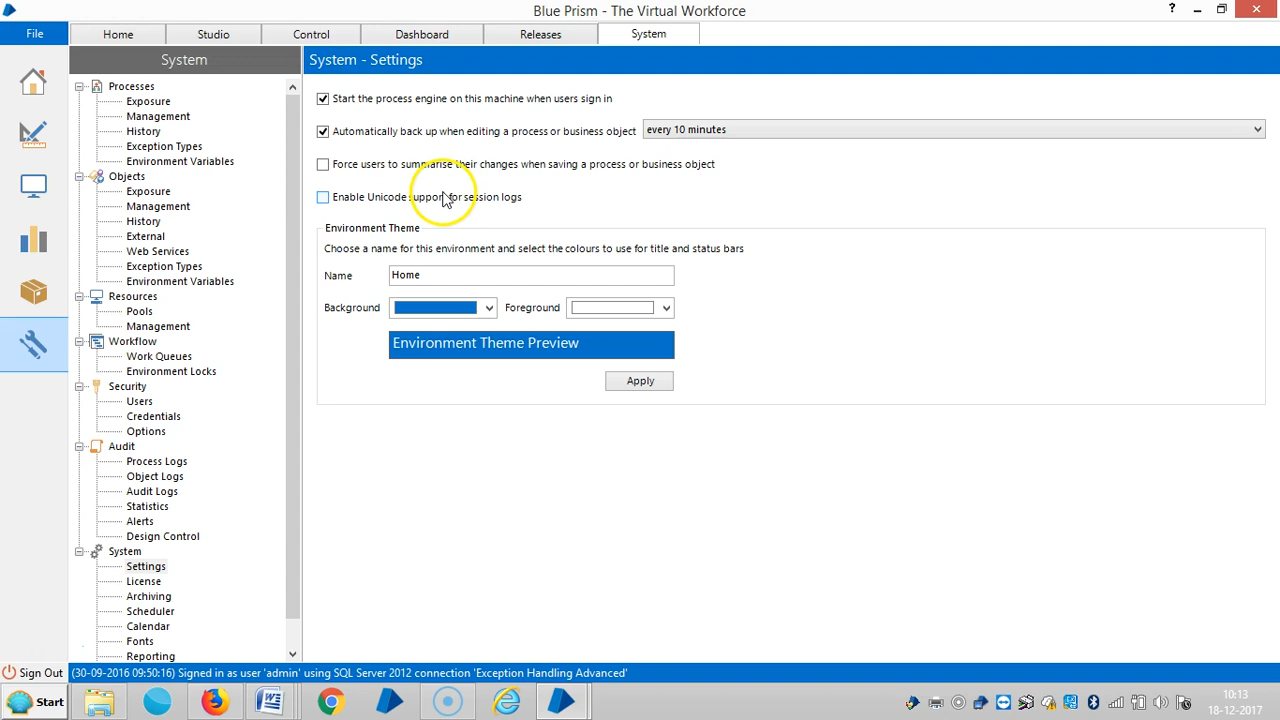 Blue Prism - The Virtual Workforce
?
File
Home
Studio
Control
Dashboard
Releases
System
System
System - Settings
Processes
Exposure
Management
History
Exception Types
Environment Variables
Objects
Exposure
Management
History
External
Web Services
Exception Types
Environment Variables
Resources
Pools
Management
Workflow
Work Queues
Environment Locks
Security
Users
Credentials
Options
Audit
Process Logs
Object Logs
Audit Logs
Statistics
Alerts
Design Control
System
Settings
License
Archiving
Scheduler
Calendar
Fonts
Reporting
Start the process engine on this machine when users sign in
Automatically back up when editing a process or business object
every 10 minutes
Force users to summarise their changes when saving a process or business object
Enable Unicode support for session logs
Environment Theme
Choose a name for this environment and select the colours to use for title and status bars
Name
Home
Background
Foreground
Environment Theme Preview
Apply
Sign Out
(30-09-2016 09:50:16) Signed in as user 'admin' using SQL Server 2012 connection 'Exception Handling Advanced'
Start
10:13
18-12-2017